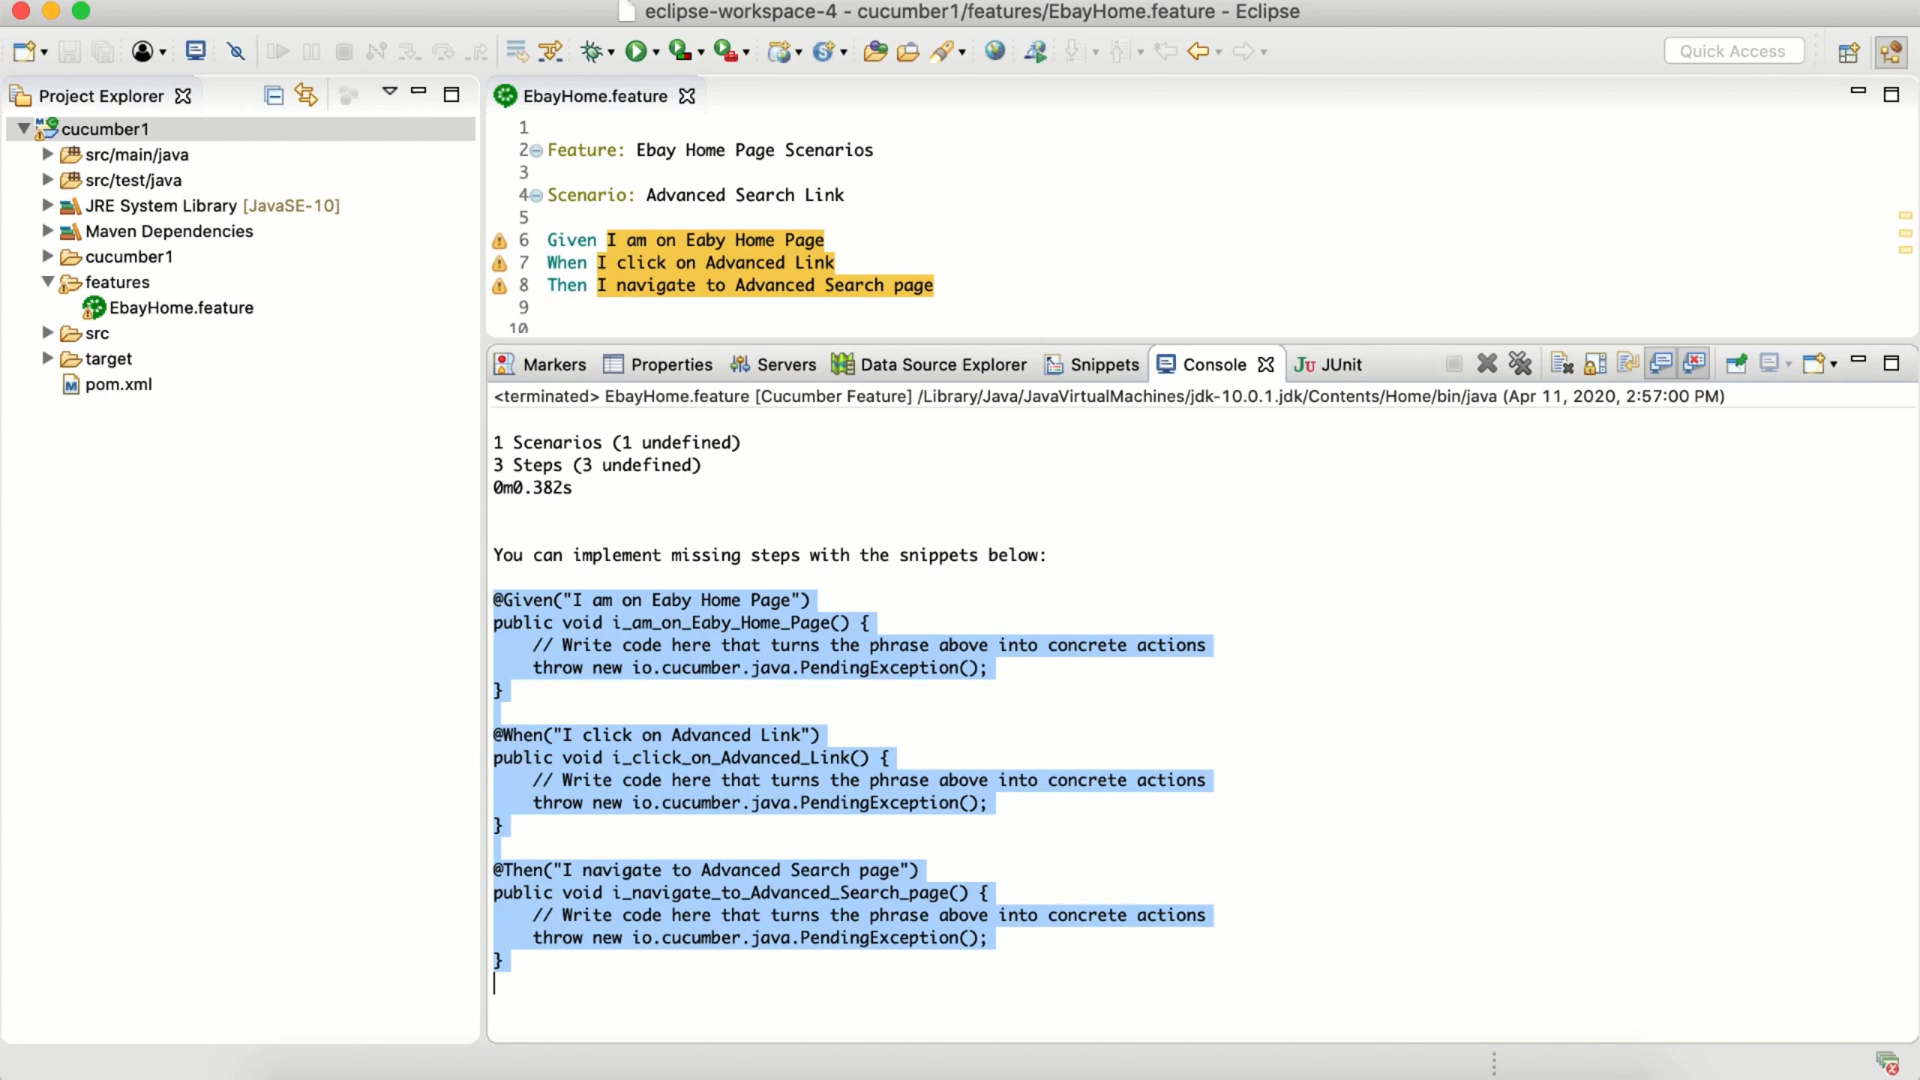 eclipse-workspace-4 - cucumber1/features/EbayHome.feature - Eclipse
Quick Access
Project Explorer
cucumber1
src/main/java
src/test/java
JRE System Library [JavaSE-10]
Maven Dependencies
cucumber1
features
EbayHome.feature
src
target
pom.xml
EbayHome.feature
1
2 Feature: Ebay Home Page Scenarios
3
4 Scenario: Advanced Search Link
5
6 Given I am on Eaby Home Page
7 When I click on Advanced Link
8 Then I navigate to Advanced Search page
9
10
Markers Properties Servers Data Source Explorer Snippets Console JUnit
<terminated> EbayHome.feature [Cucumber Feature] /Library/Java/JavaVirtualMachines/jdk-10.0.1.jdk/Contents/Home/bin/java (Apr 11, 2020, 2:57:00 PM)
1 Scenarios (1 undefined)
3 Steps (3 undefined)
0m0.382s
You can implement missing steps with the snippets below:
@Given("I am on Eaby Home Page")
public void i_am_on_Eaby_Home_Page() {
    // Write code here that turns the phrase above into concrete actions
    throw new io.cucumber.java.PendingException();
}
@When("I click on Advanced Link")
public void i_click_on_Advanced_Link() {
    // Write code here that turns the phrase above into concrete actions
    throw new io.cucumber.java.PendingException();
}
@Then("I navigate to Advanced Search page")
public void i_navigate_to_Advanced_Search_page() {
    // Write code here that turns the phrase above into concrete actions
    throw new io.cucumber.java.PendingException();
}